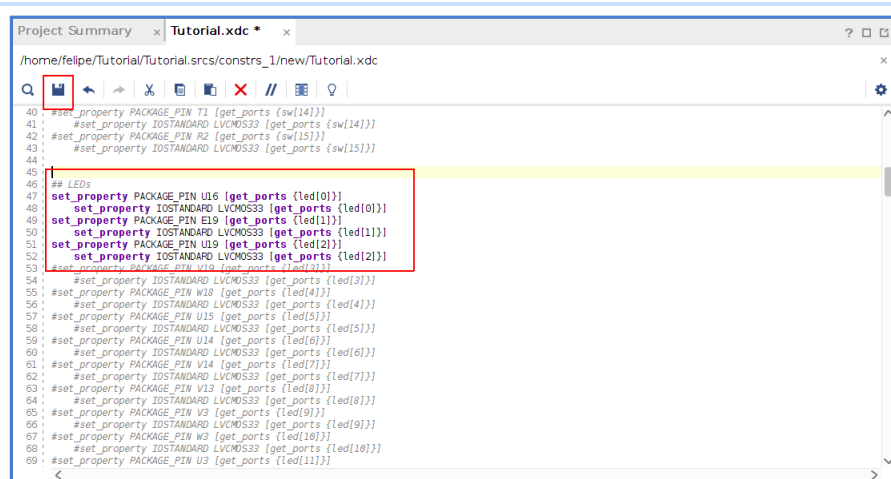 Project Summary × Tutorial.xdc * × ?
/home/felipe/Tutorial/Tutorial.srcs/constrs_1/new/Tutorial.xdc ×
40 #set_property PACKAGE_PIN T1 [get_ports {sw[14]}]
41 #set_property IOSTANDARD LVCMOS33 [get_ports {sw[14]}]
42 #set_property PACKAGE_PIN R2 [get_ports {sw[15]}]
43 #set_property IOSTANDARD LVCMOS33 [get_ports {sw[15]}]
44
45
46 ## LEDs
47 set_property PACKAGE_PIN U16 [get_ports {led[0]}]
48 set_property IOSTANDARD LVCMOS33 [get_ports {led[0]}]
49 set_property PACKAGE_PIN E19 [get_ports {led[1]}]
50 set_property IOSTANDARD LVCMOS33 [get_ports {led[1]}]
51 set_property PACKAGE_PIN U19 [get_ports {led[2]}]
52 set_property IOSTANDARD LVCMOS33 [get_ports {led[2]}]
53 #set_property PACKAGE_PIN V19 [get_ports {led[3]}]
54 #set_property IOSTANDARD LVCMOS33 [get_ports {led[3]}]
55 #set_property PACKAGE_PIN W18 [get_ports {led[4]}]
56 #set_property IOSTANDARD LVCMOS33 [get_ports {led[4]}]
57 #set_property PACKAGE_PIN U15 [get_ports {led[5]}]
58 #set_property IOSTANDARD LVCMOS33 [get_ports {led[5]}]
59 #set_property PACKAGE_PIN U14 [get_ports {led[6]}]
60 #set_property IOSTANDARD LVCMOS33 [get_ports {led[6]}]
61 #set_property PACKAGE_PIN V14 [get_ports {led[7]}]
62 #set_property IOSTANDARD LVCMOS33 [get_ports {led[7]}]
63 #set_property PACKAGE_PIN V13 [get_ports {led[8]}]
64 #set_property IOSTANDARD LVCMOS33 [get_ports {led[8]}]
65 #set_property PACKAGE_PIN V3 [get_ports {led[9]}]
66 #set_property IOSTANDARD LVCMOS33 [get_ports {led[9]}]
67 #set_property PACKAGE_PIN W3 [get_ports {led[10]}]
68 #set_property IOSTANDARD LVCMOS33 [get_ports {led[10]}]
69 #set_property PACKAGE_PIN U3 [get_ports {led[11]}]